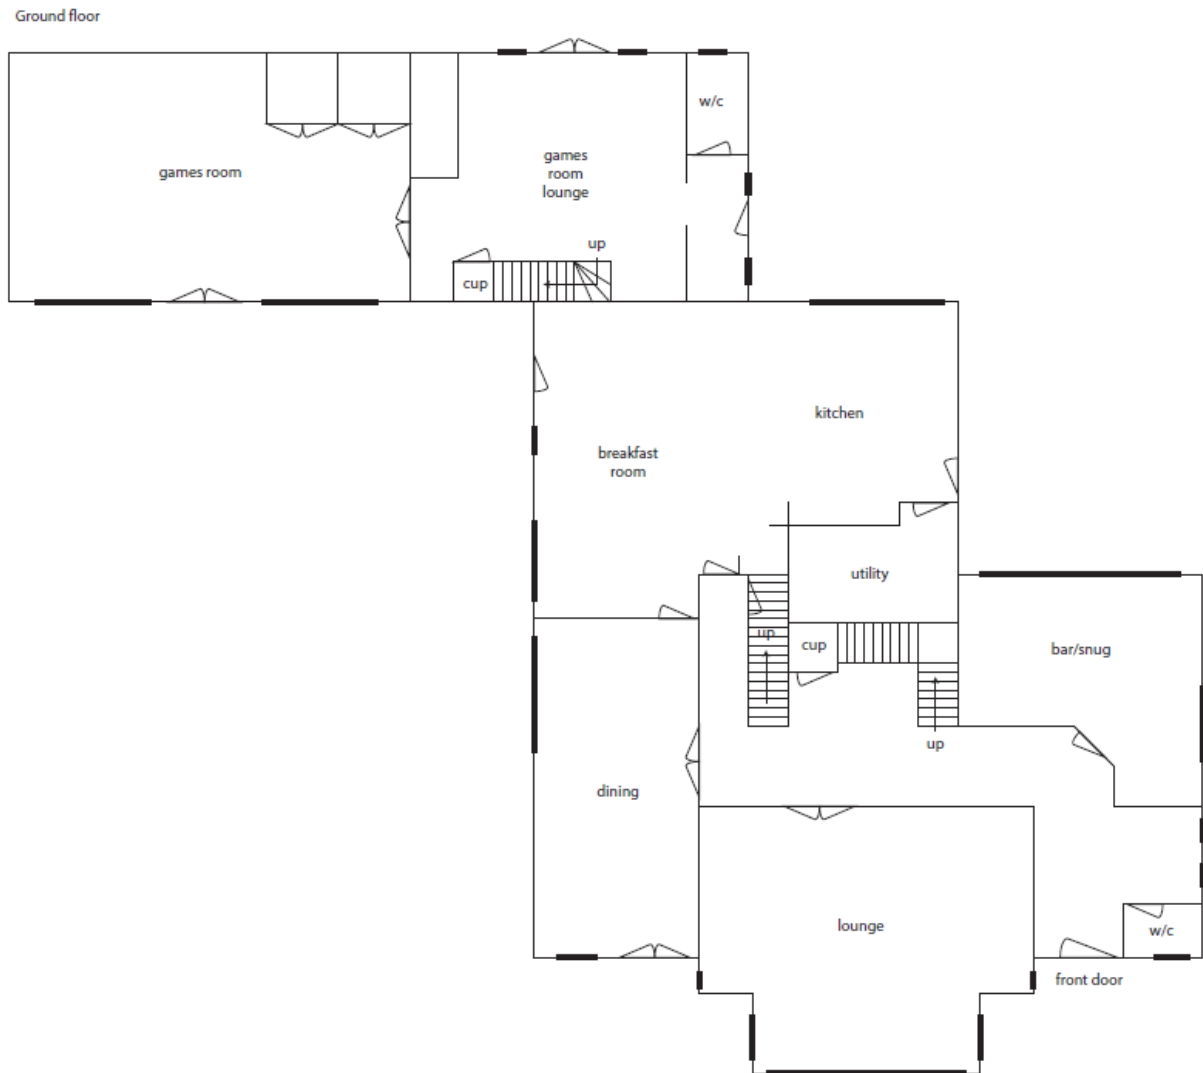 Ground floor
w/c
games room
games
room
lounge
up
cup
kitchen
breakfast
room
utility
up
cup
bar/snug
up
dining
lounge
w/c
front door